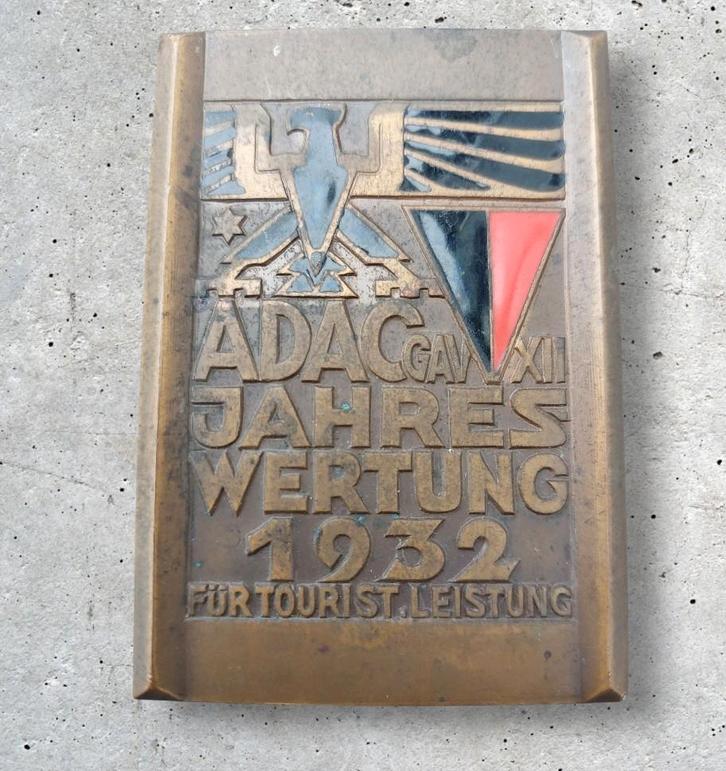 ADAC GAU XII
JAHRES
WERTUNG
1932
FÜR TOURIST. LEISTUNG